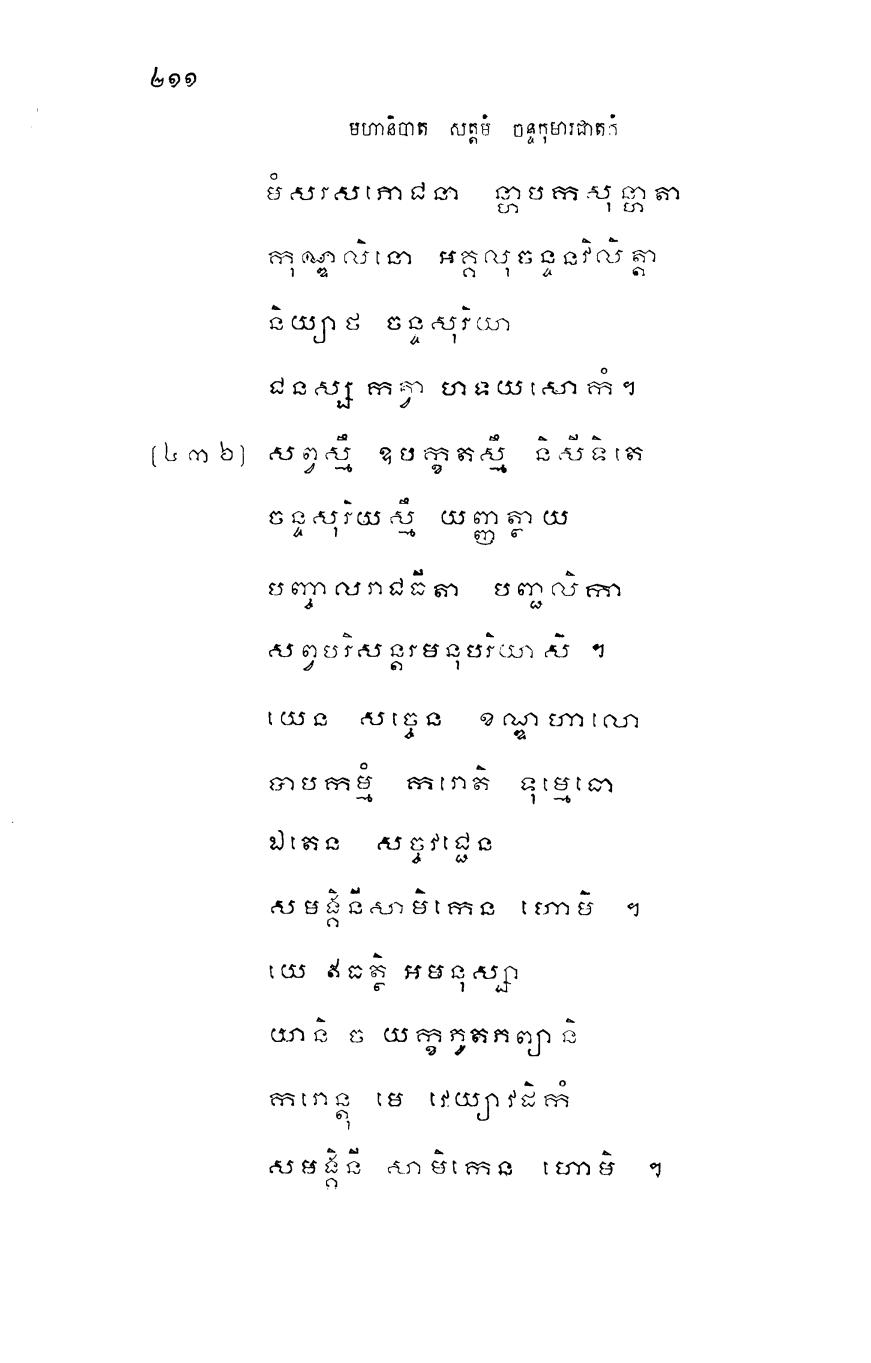 ៤១១
មហានិបាត សត្តមំ ចន្ទកុមារជាតកំ
មំសរសភោជនា ន្ហាបកសុន្ហាតា
កុណ្ឌលិនោ អគ្គលុចន្ទនវិលិត្តា
និយ្យាថ ចន្ទសុរិយា
ជនស្ស កត្វា ហទយសោកំៗ
(៤៣៦) សព្វស្មឹ ឧបក្ខតស្មឹ និសីទិតេ
ចន្ទសុរិយស្មឹ យញ្ញត្ថាយ
បញ្ចាលរាជធីតា បញ្ជលិកា
សព្វបរិសន្តរមនុបរិយាសិ ៗ
យេន សច្ចេន ខណ្ឌហាលោ
បាបកម្មំ ករោតិ ទុម្មេធោ
ឯតេន សច្ចវជ្ជេន
សមង្គិនីសាមិកេន ហោមិ ៗ
យេ ឥធត្ថិ អមនុស្សា
យានិ ច យក្ខភូតភព្យានិ
ករោន្តុ មេ វេយ្យាវដិកំ
សមង្គិនី សាមិកេន ហោមិ ៗ